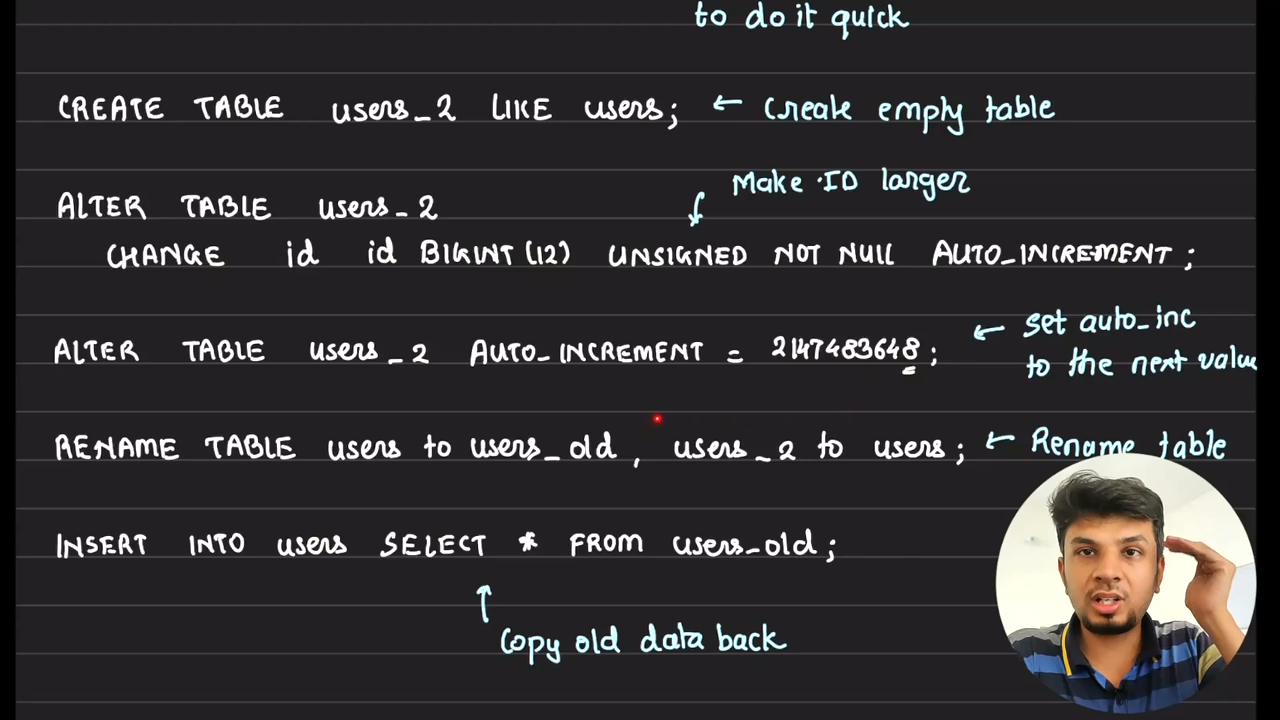 to do it quick
CREATE TABLE users_2 LIKE users; ← Create empty table
Make ID larger
ALTER TABLE users_2
CHANGE id id BIGINT (12) UNSIGNED NOT NULL AUTO_INCREMENT;
ALTER TABLE users_2 AUTO_INCREMENT = 2147483648; ← set auto_inc
to the next value
RENAME TABLE users to users_old, users_2 to users; ← Rename table
INSERT INTO users SELECT * FROM users_old;
Copy old data back